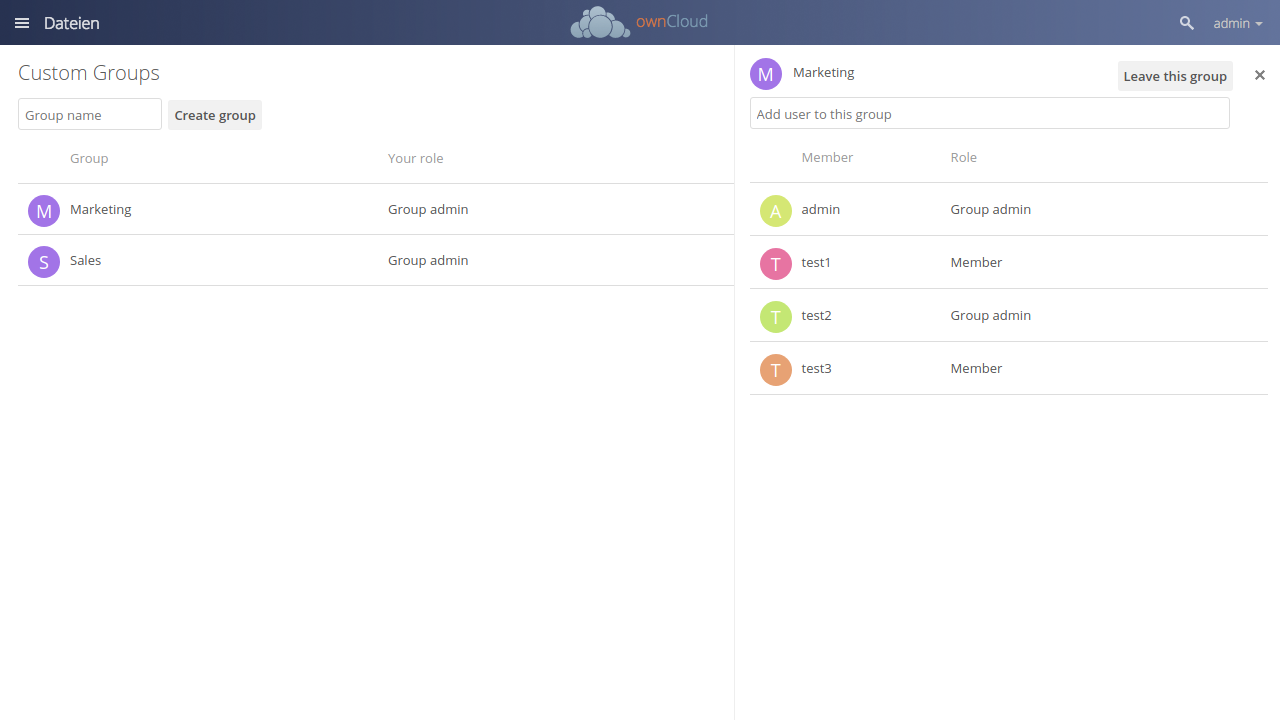 Dateien
ownCloud
admin
Custom Groups
Group name
Create group
Group
Your role
M
Marketing
Group admin
S
Sales
Group admin
M
Marketing
Leave this group
Add user to this group
Member
Role
A
admin
Group admin
T
test1
Member
T
test2
Group admin
T
test3
Member